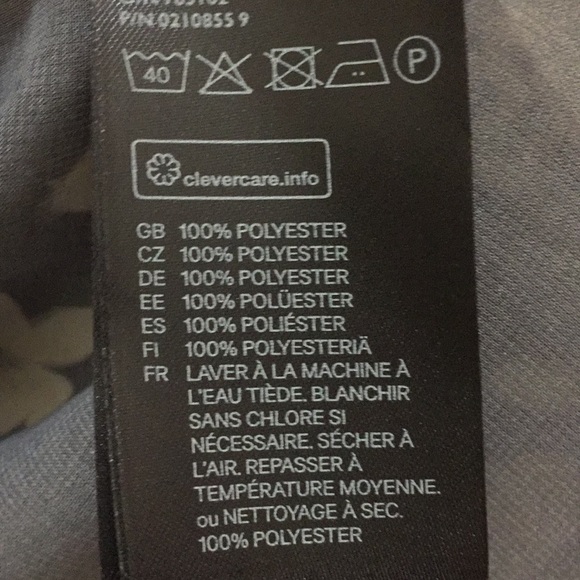 P/N 0210855 9
40
P
clevercare.info
GB 100% POLYESTER
CZ 100% POLYESTER
DE 100% POLYESTER
EE 100% POLÜESTER
ES 100% POLIÉSTER
FI 100% POLYESTERIÄ
FR LAVER À LA MACHINE À
L'EAU TIÈDE. BLANCHIR
SANS CHLORE SI
NÉCESSAIRE. SÉCHER À
L'AIR. REPASSER À
TEMPÉRATURE MOYENNE.
ou NETTOYAGE À SEC.
100% POLYESTER